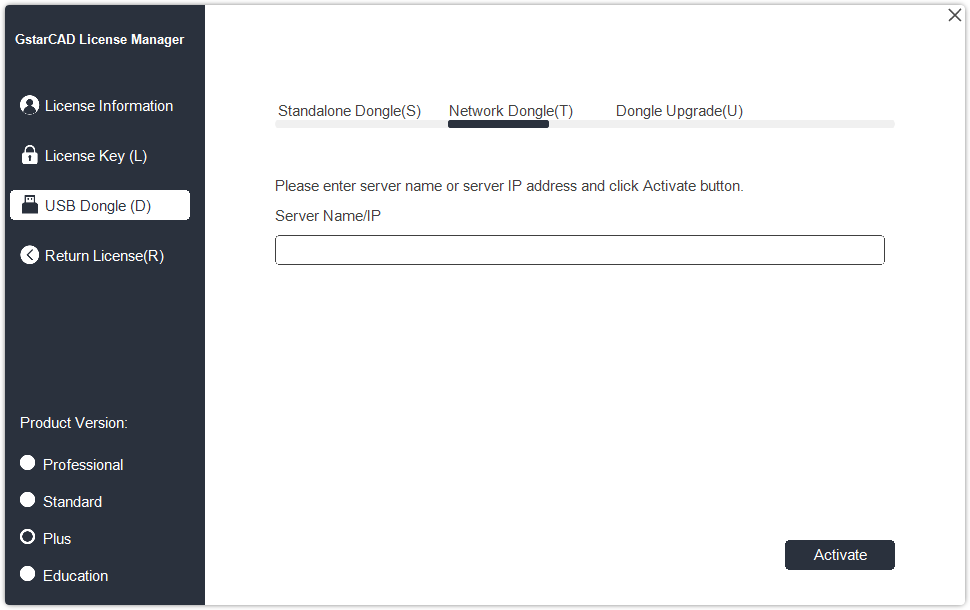 GstarCAD License Manager
License Information
License Key (L)
USB Dongle (D)
Return License(R)
Product Version:
Professional
Standard
Plus
Education
Standalone Dongle(S)
Network Dongle(T)
Dongle Upgrade(U)
Please enter server name or server IP address and click Activate button.
Server Name/IP
Activate